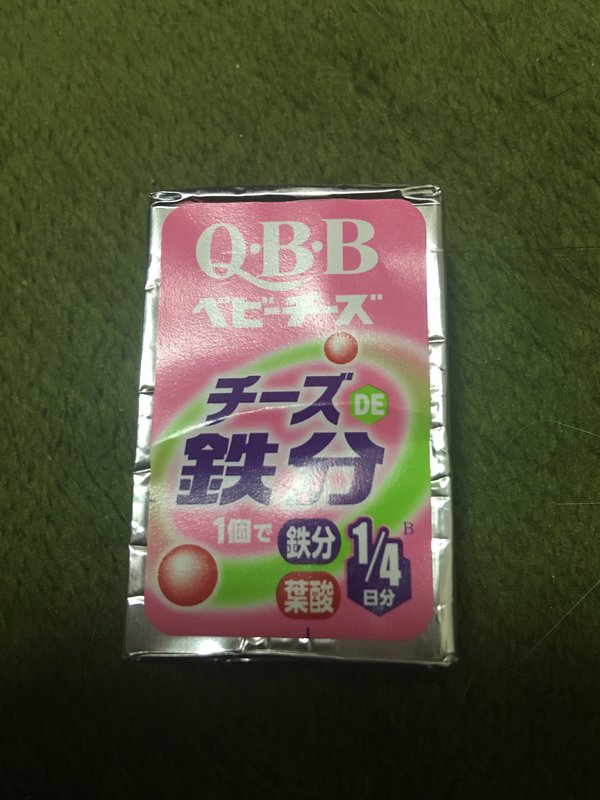 Q・B・B
ベビーチーズ
チーズ DE
鉄分
1個で 鉄分 葉酸 1/4 日分
B